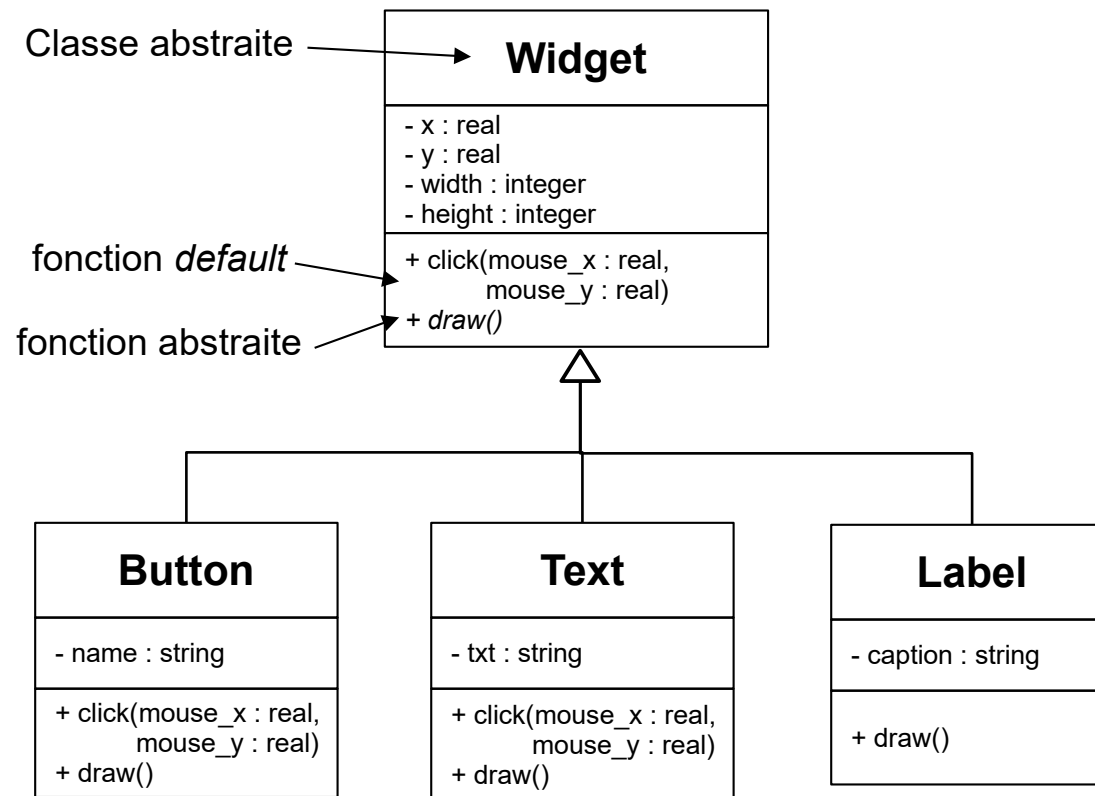 Classe abstraite
Widget
- x : real
- y : real
- width : integer
- height : integer
fonction default
+ click(mouse_x : real,
mouse_y : real)
fonction abstraite
+ draw()
Button
- name : string
+ click(mouse_x : real,
mouse_y : real)
+ draw()
Text
- txt : string
+ click(mouse_x : real,
mouse_y : real)
+ draw()
Label
- caption : string
+ draw()